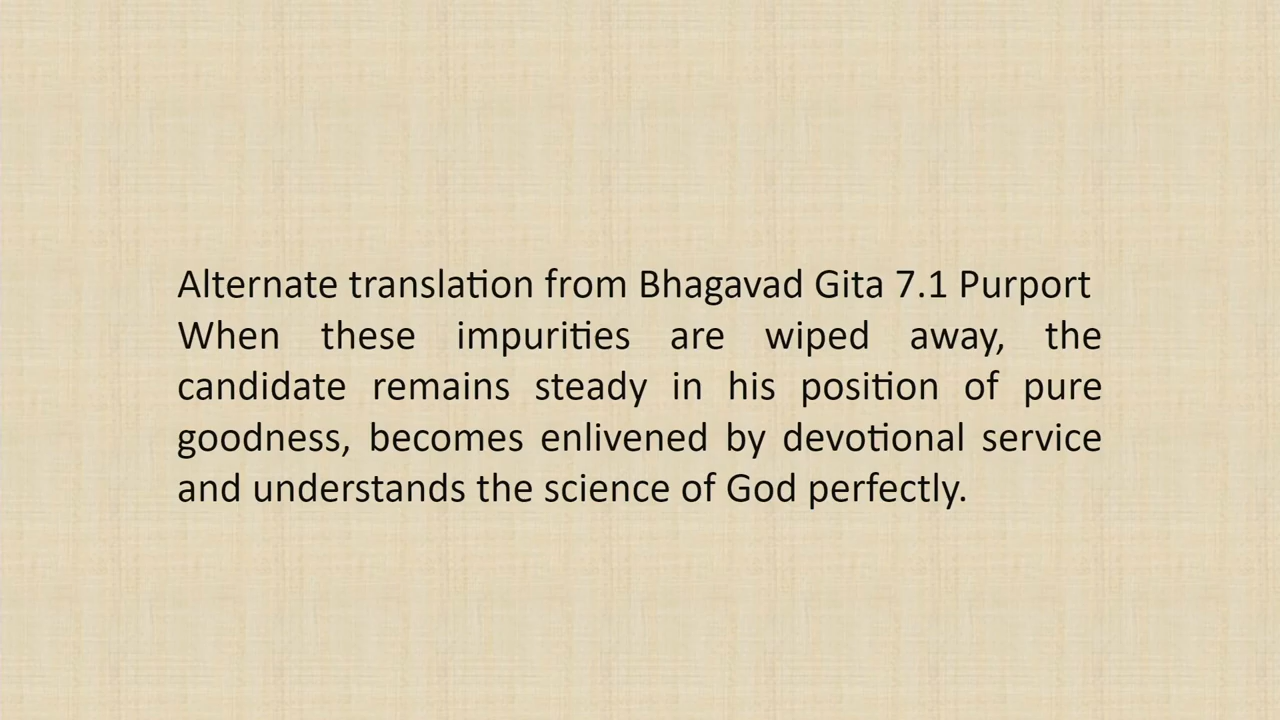 Alternate translation from Bhagavad Gita 7.1 Purport
When these impurities are wiped away, the
candidate remains steady in his position of pure
goodness, becomes enlivened by devotional service
and understands the science of God perfectly.